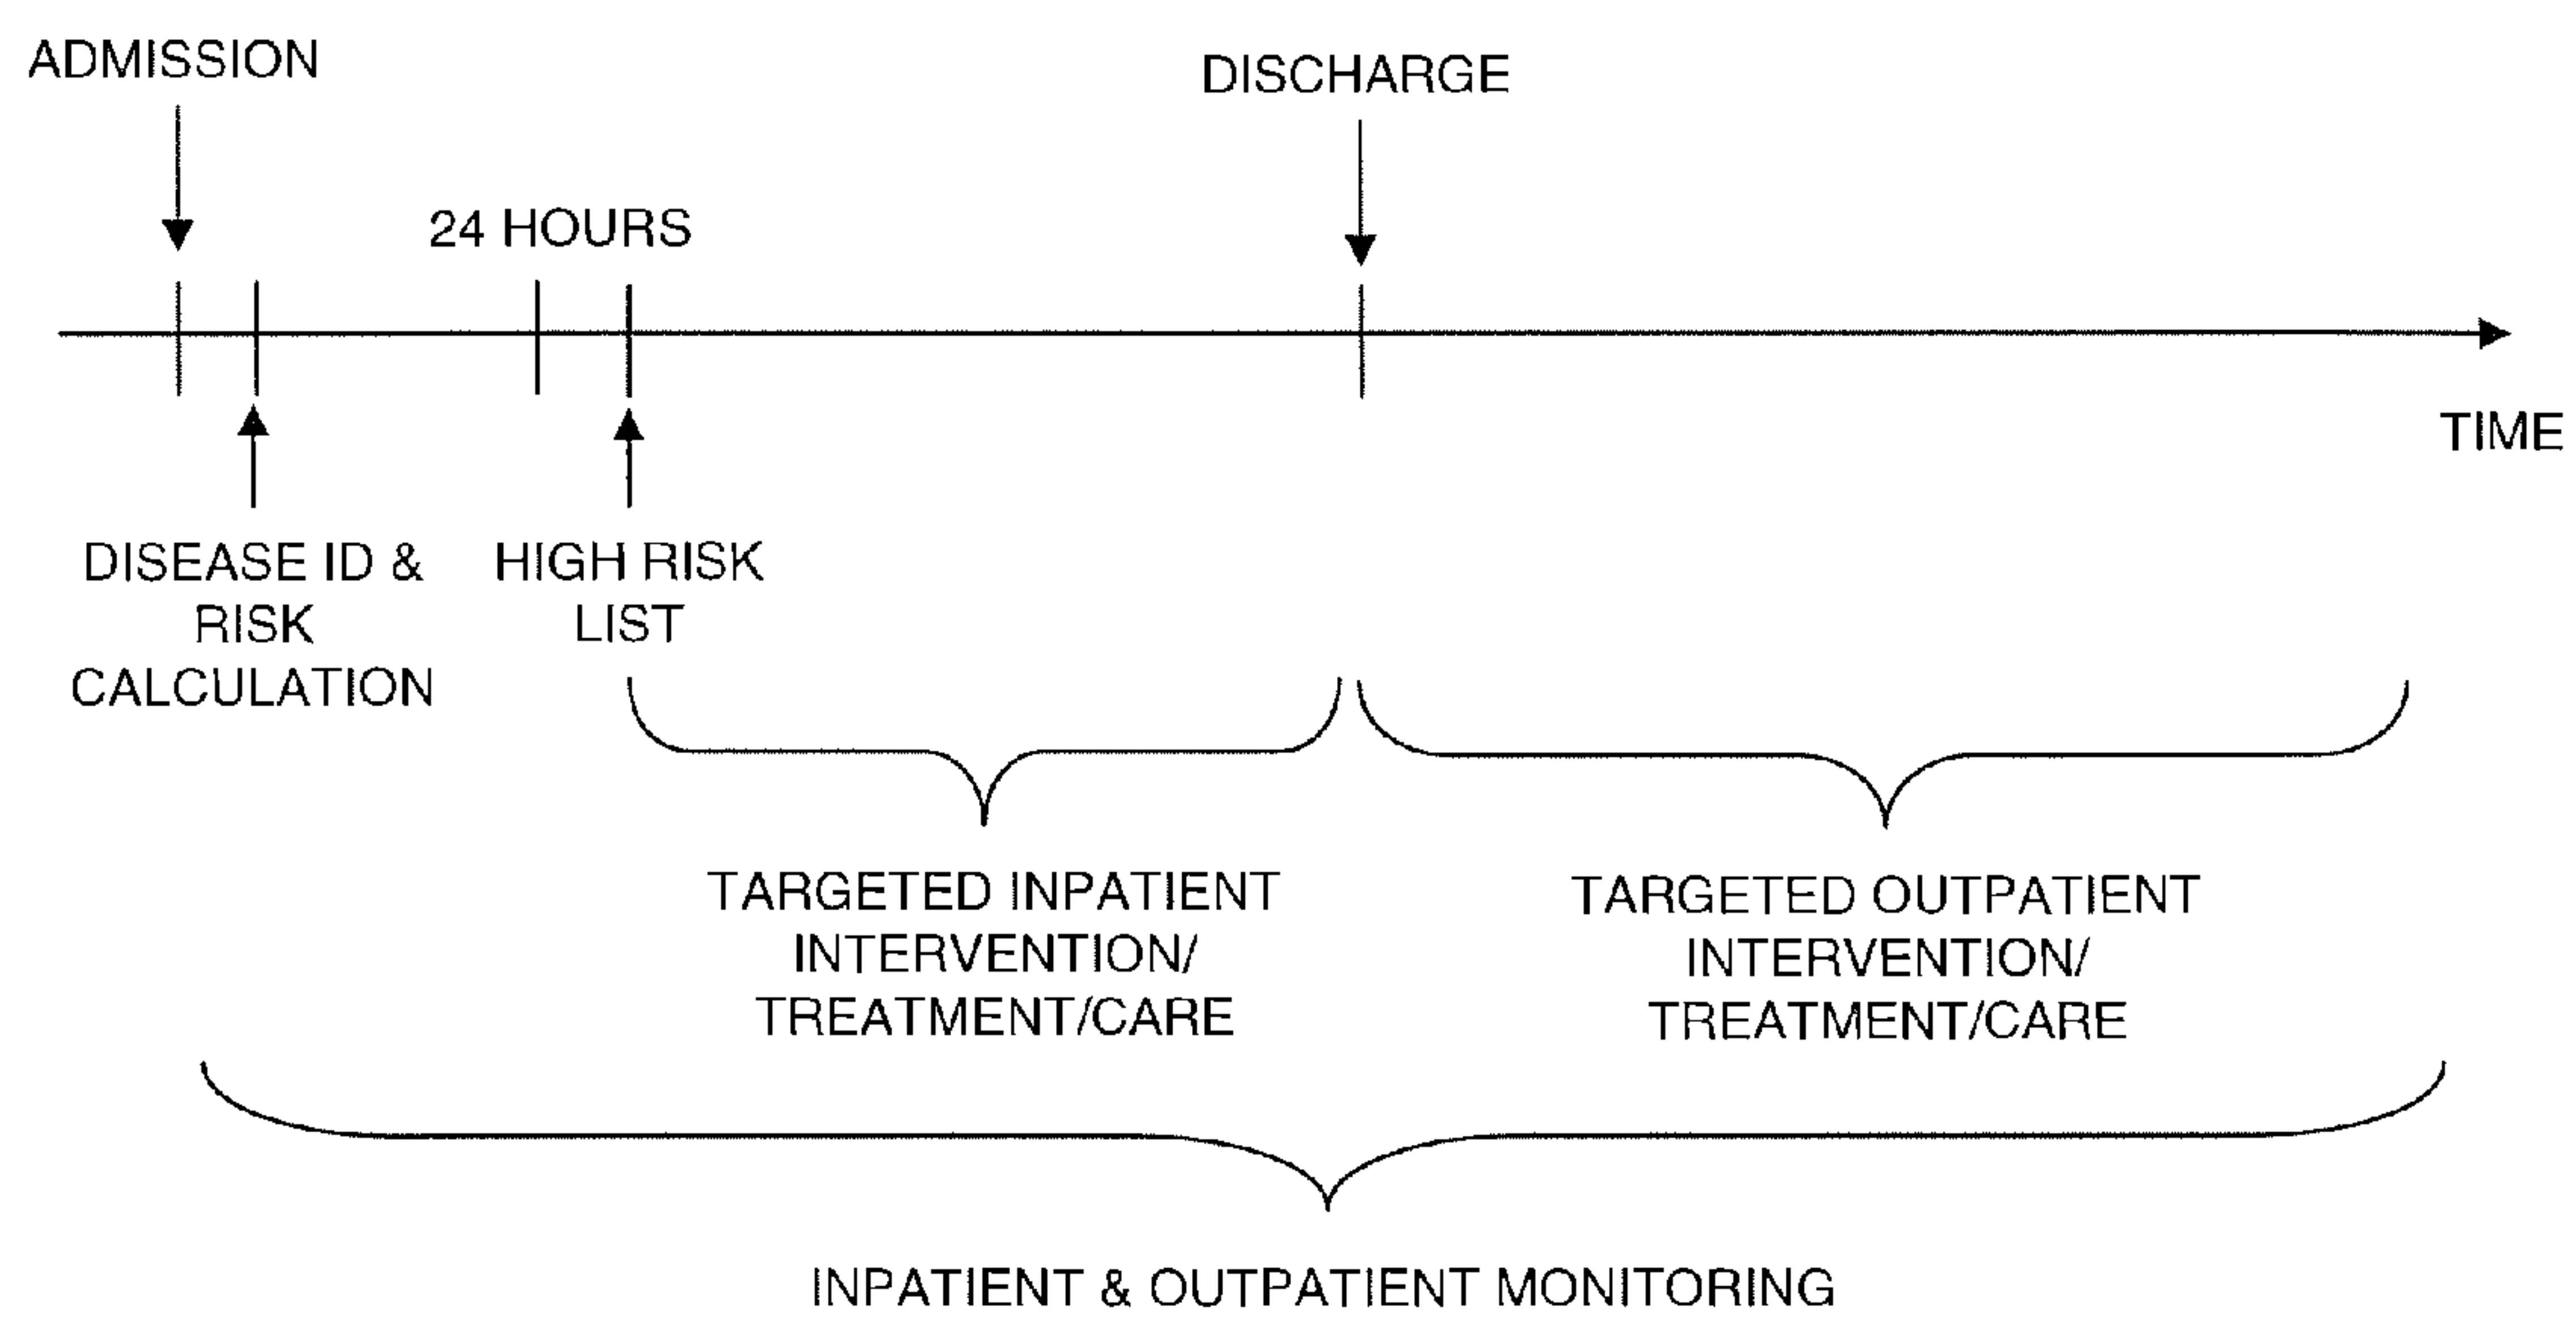 ADMISSION
DISCHARGE
24 HOURS
TIME
DISEASE ID &
RISK
CALCULATION
HIGH RISK
LIST
TARGETED INPATIENT
INTERVENTION/
TREATMENT/CARE
TARGETED OUTPATIENT
INTERVENTION/
TREATMENT/CARE
INPATIENT & OUTPATIENT MONITORING